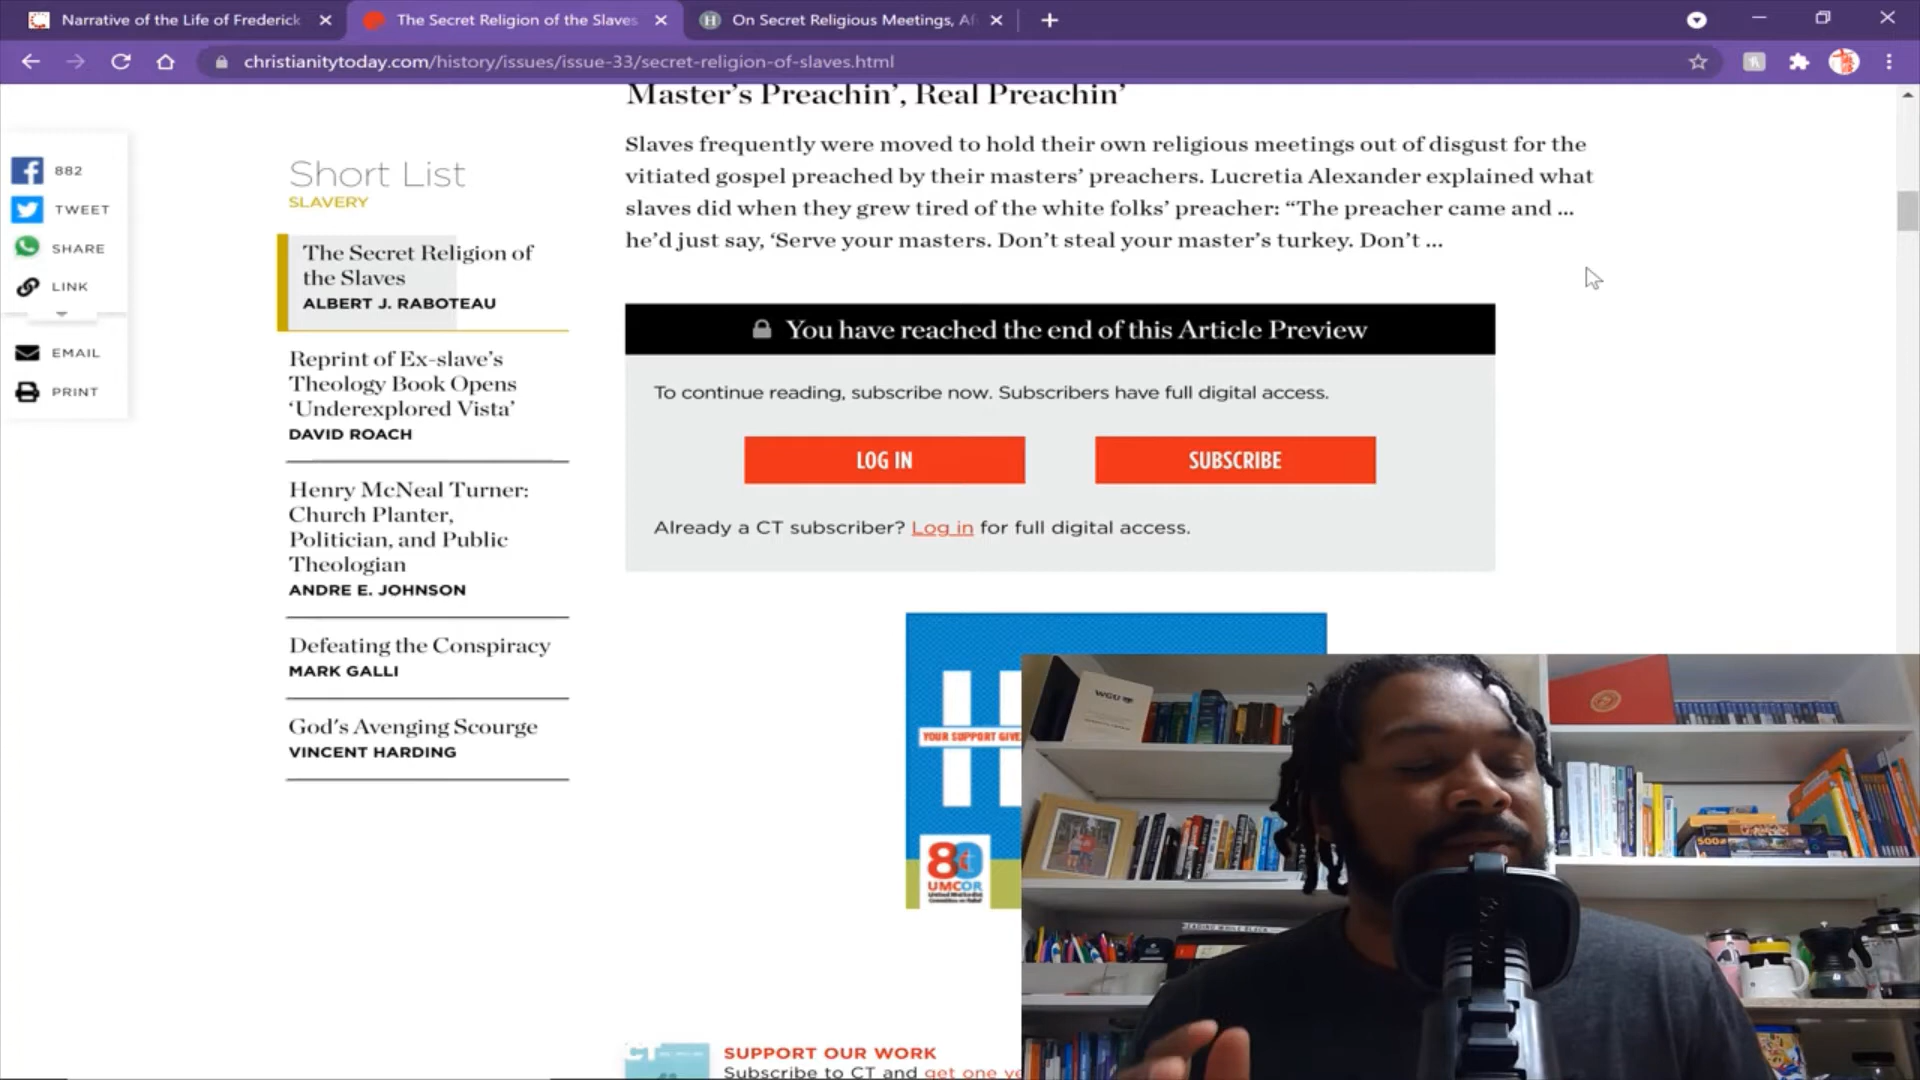 Narrative of the Life of Frederick
The Secret Religion of the Slaves
On Secret Religious Meetings, Af
christianitytoday.com/history/issues/issue-33/secret-religion-of-slaves.html
Master's Preachin', Real Preachin'
Slaves frequently were moved to hold their own religious meetings out of disgust for the
vitiated gospel preached by their masters' preachers. Lucretia Alexander explained what
slaves did when they grew tired of the white folks' preacher: “The preacher came and ...
he'd just say, ‘Serve your masters. Don't steal your master's turkey. Don't ...
882
TWEET
SHARE
LINK
EMAIL
PRINT
Short List
SLAVERY
The Secret Religion of
the Slaves
ALBERT J. RABOTEAU
Reprint of Ex-slave's
Theology Book Opens
‘Underexplored Vista’
DAVID ROACH
Henry McNeal Turner:
Church Planter,
Politician, and Public
Theologian
ANDRE E. JOHNSON
Defeating the Conspiracy
MARK GALLI
God's Avenging Scourge
VINCENT HARDING
You have reached the end of this Article Preview
To continue reading, subscribe now. Subscribers have full digital access.
LOG IN
SUBSCRIBE
Already a CT subscriber? Log in for full digital access.
YOUR SUPPORT GIVE
80
UMCOR
WGU
READING WHILE BLACK
500
CT
SUPPORT OUR WORK
Subscribe to CT and get one ye